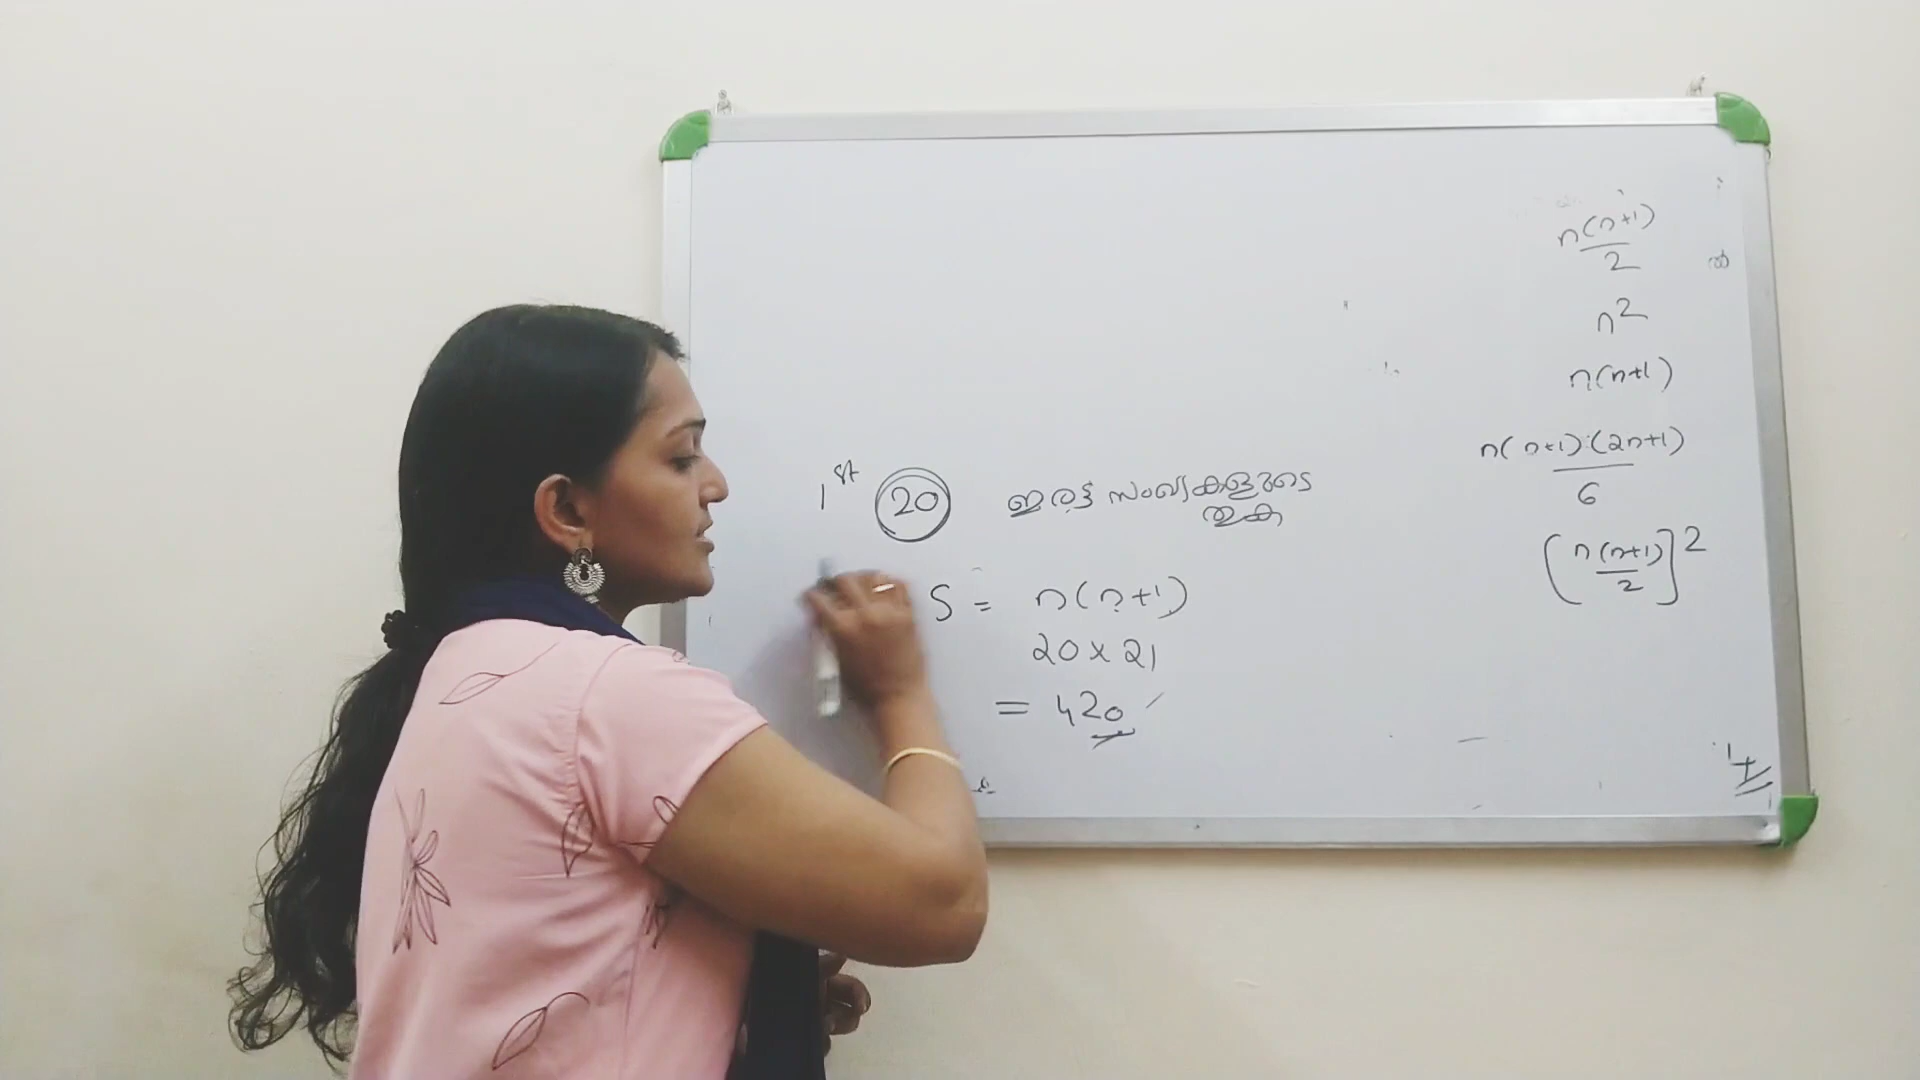 1st 20 ഇരട്ട സംഖ്യകളുടെ
തുക
S = n(n+1)
20 x 21
= 420
n(n+1)
2
n2
n(n+1)
n(n+1)(2n+1)
6
[n(n+1)]2
2